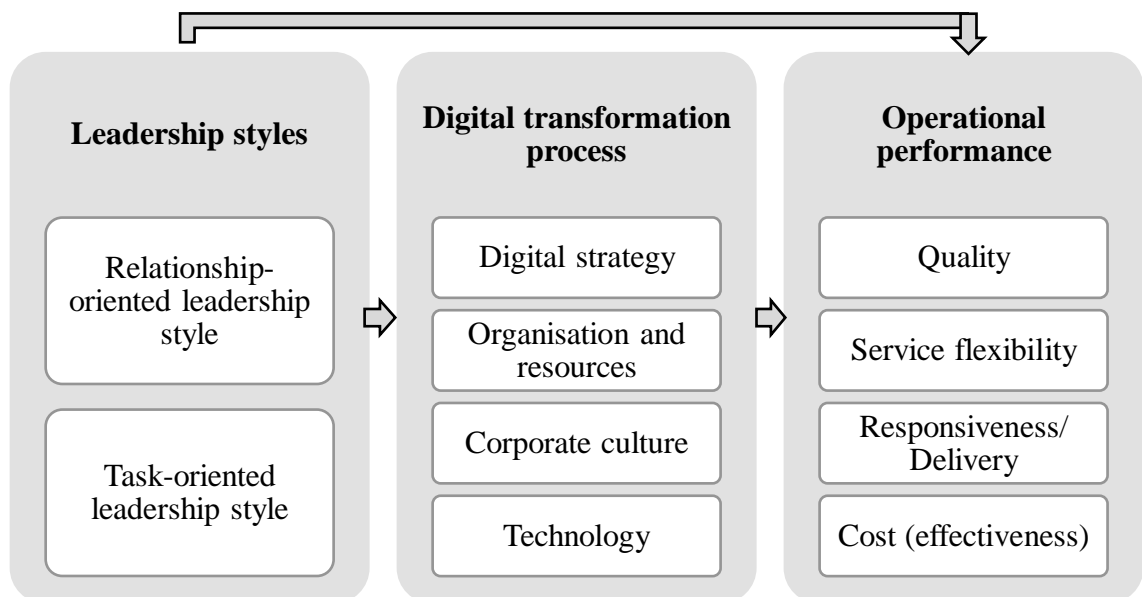 Leadership styles
Relationship-
oriented leadership
style
Task-oriented
leadership style
Digital transformation
process
Digital strategy
Organisation and
resources
Corporate culture
Technology
Operational
performance
Quality
Service flexibility
Responsiveness/
Delivery
Cost (effectiveness)